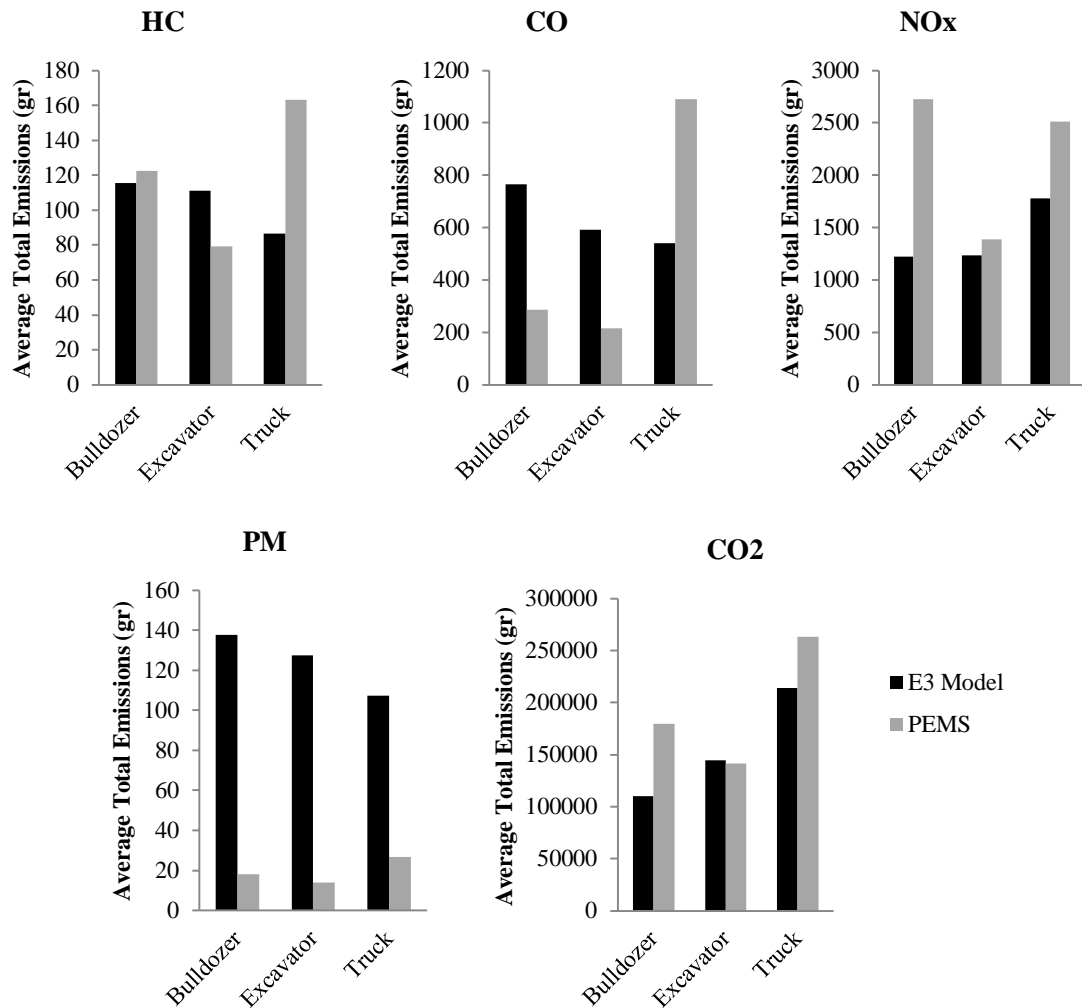 HC
Average Total Emissions (gr)
180
160
140
120
100
80
60
40
20
0
Bulldozer
Excavator
Truck
CO
Average Total Emissions (gr)
1200
1000
800
600
400
200
0
Bulldozer
Excavator
Truck
NOx
Average Total Emissions (gr)
3000
2500
2000
1500
1000
500
0
Bulldozer
Excavator
Truck
PM
Average Total Emissions (gr)
160
140
120
100
80
60
40
20
0
Bulldozer
Excavator
Truck
CO2
Average Total Emissions (gr)
300000
250000
200000
150000
100000
50000
0
Bulldozer
Excavator
Truck
E3 Model
PEMS